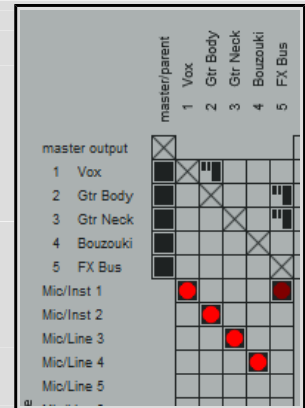 master/parent
1 Vox
2 Gtr Body
3 Gtr Neck
4 Bouzouki
5 FX Bus
master output
1 Vox
2 Gtr Body
3 Gtr Neck
4 Bouzouki
5 FX Bus
Mic/Inst 1
Mic/Inst 2
Mic/Line 3
Mic/Line 4
Mic/Line 5